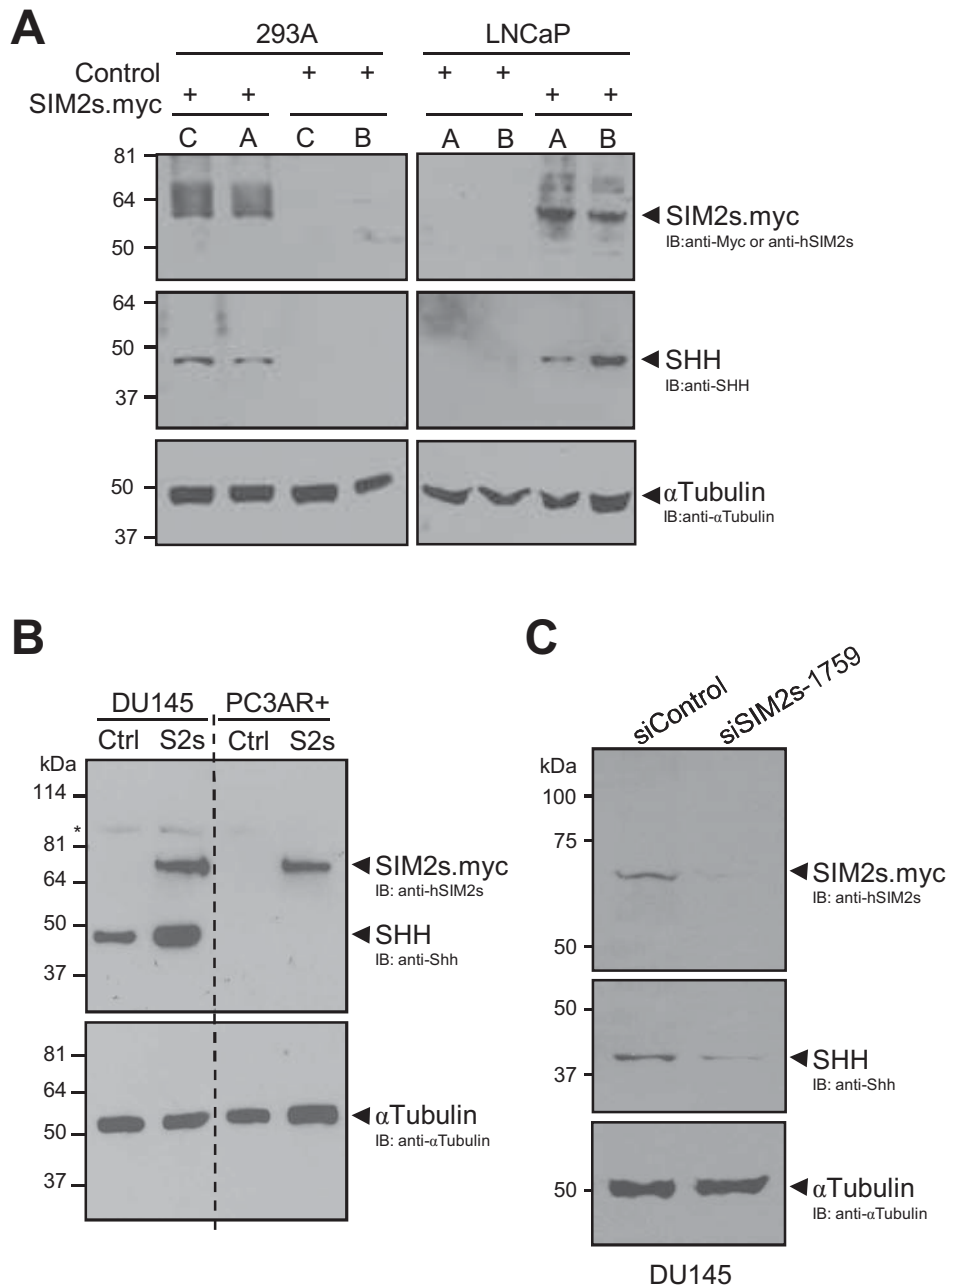 A
293A LNCaP
Control + + + +
SIM2s.myc + + + +
C A C B A B A B
81
64
50
SIM2s.myc
IB:anti-Myc or anti-hSIM2s
64
50
37
SHH
IB:anti-SHH
50
37
αTubulin
IB:anti-αTubulin
B
DU145 PC3AR+
Ctrl S2s Ctrl S2s
kDa
114
*
81
64
50
37
SIM2s.myc
IB: anti-hSIM2s
SHH
IB: anti-Shh
81
64
50
37
αTubulin
IB: anti-αTubulin
C
siControl siSIM2s-1759
kDa
100
75
50
SIM2s.myc
IB: anti-hSIM2s
50
37
SHH
IB: anti-Shh
50
αTubulin
IB: anti-αTubulin
DU145